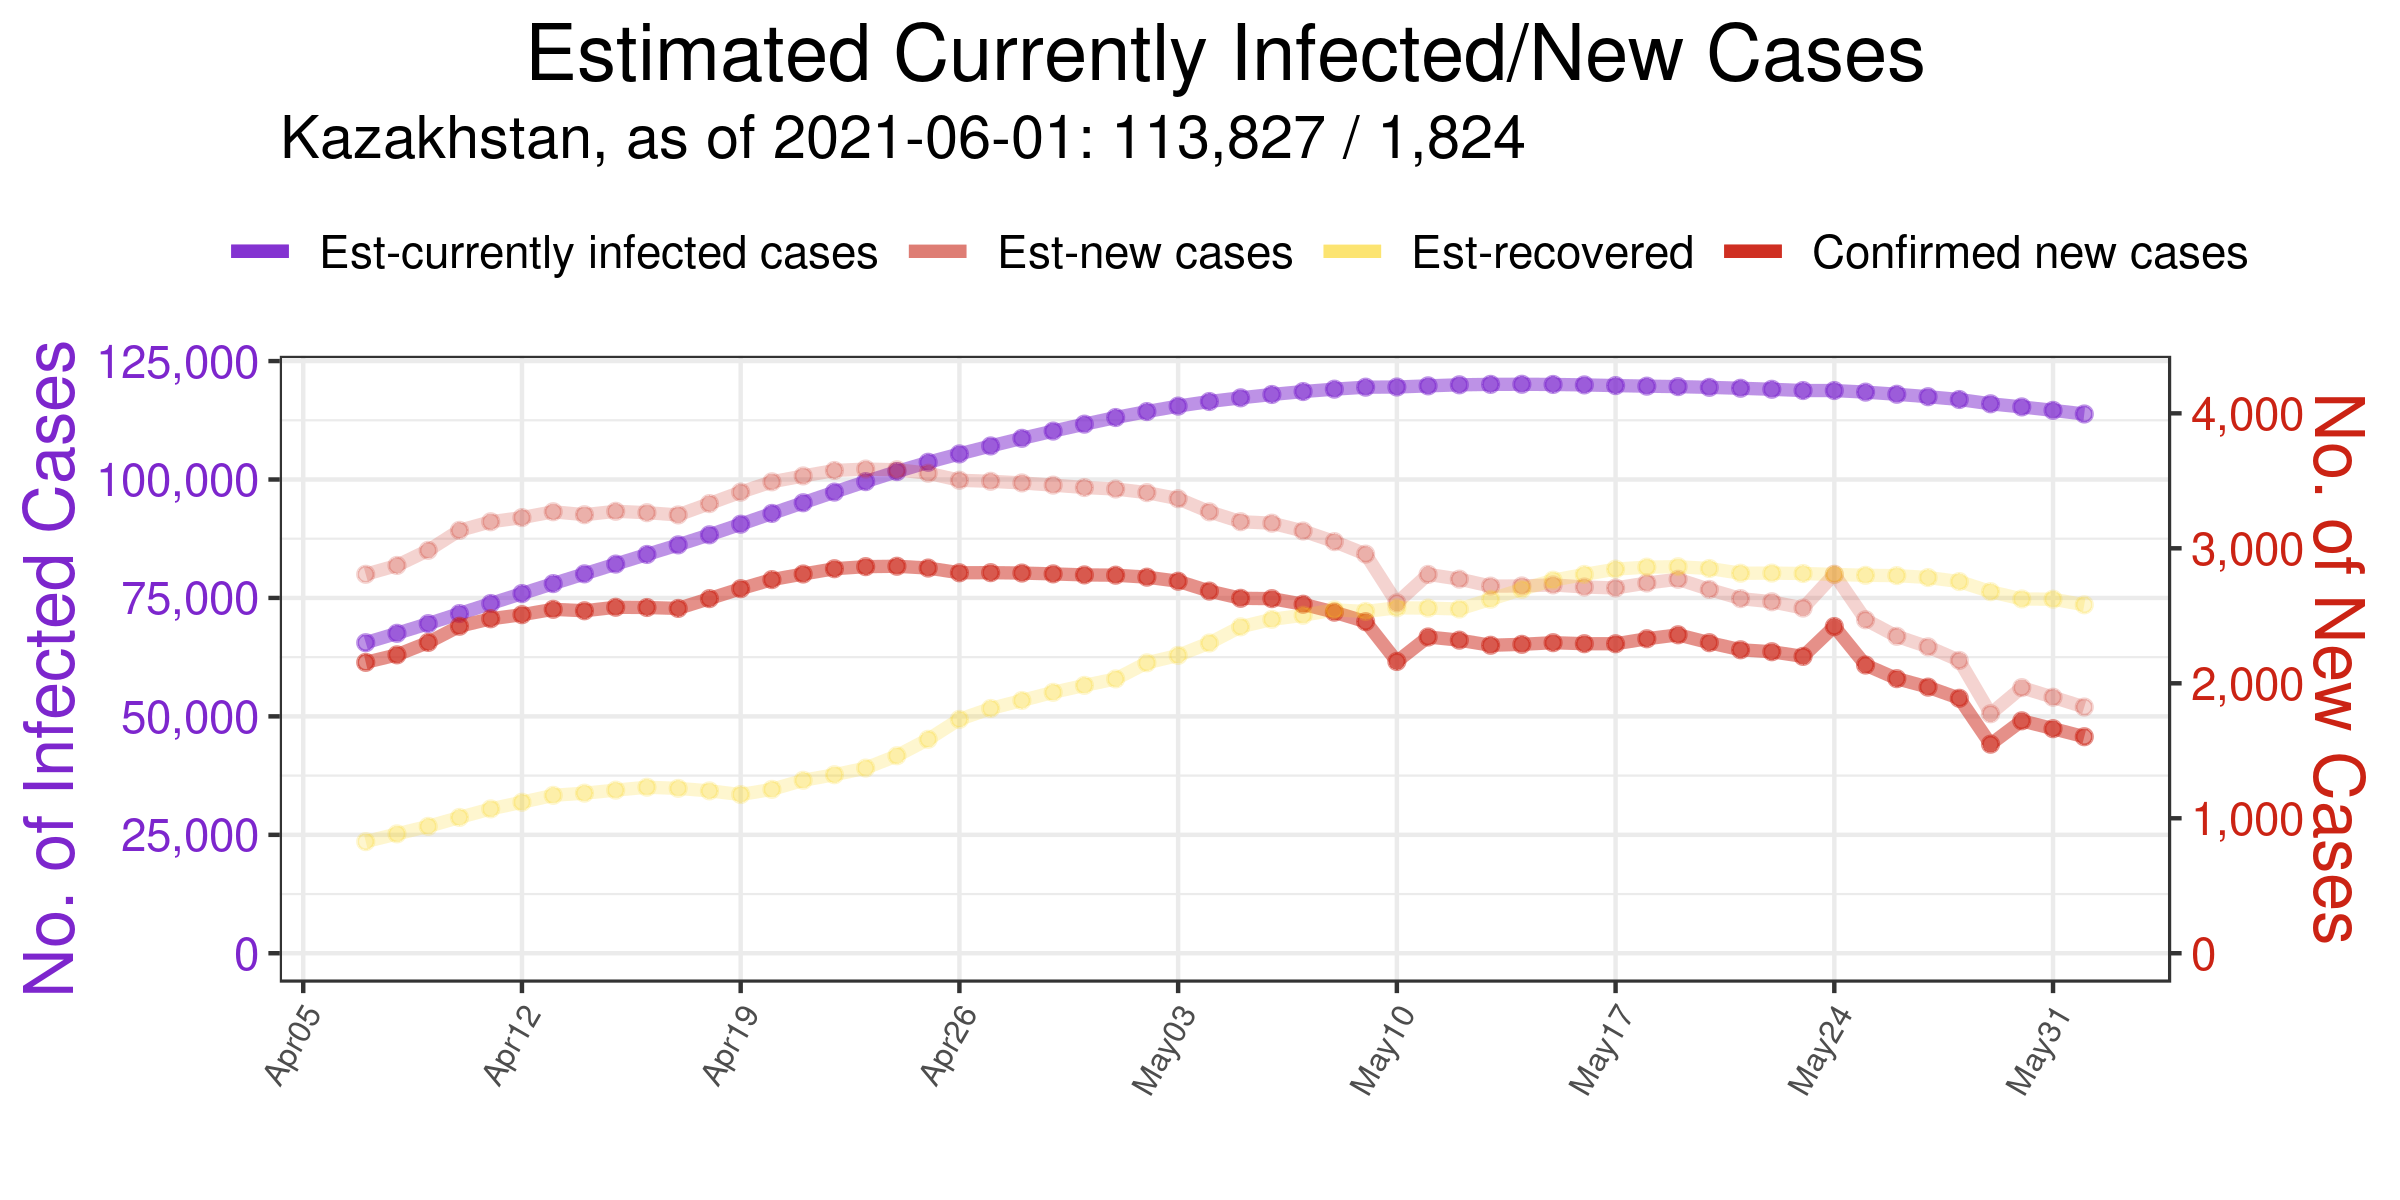 Estimated Currently Infected/New Cases
Kazakhstan, as of 2021-06-01: 113,827 / 1,824
Est-currently infected cases Est-new cases Est-recovered Confirmed new cases
No. of Infected Cases
125,000
100,000
75,000
50,000
25,000
0
4,000
3,000
2,000
1,000
0
No. of New Cases
Apr05 Apr12 Apr19 Apr26 May03 May10 May17 May24 May31